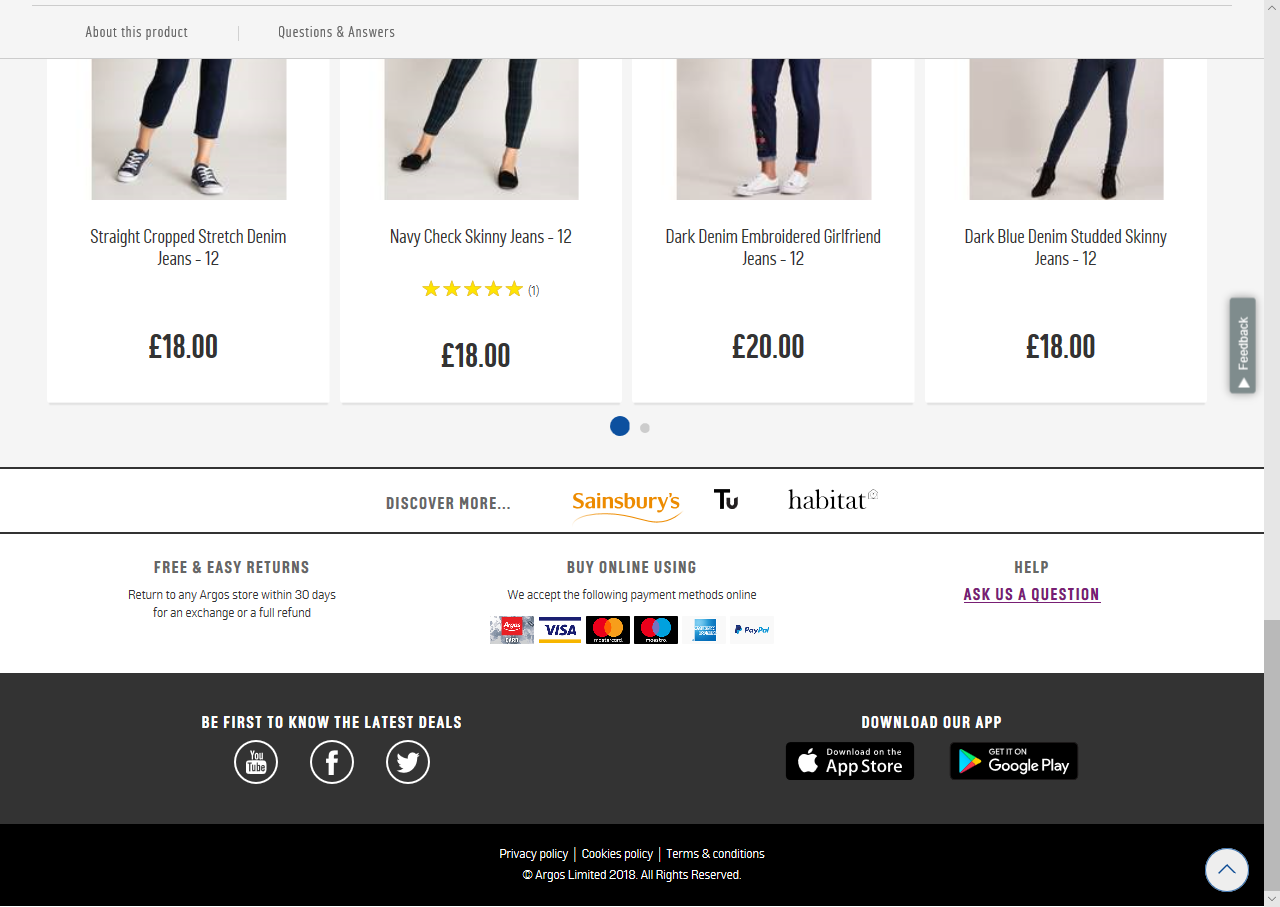 About this product
Questions & Answers
Straight Cropped Stretch Denim
Jeans - 12
£18.00
Navy Check Skinny Jeans - 12
(1)
£18.00
Dark Denim Embroidered Girlfriend
Jeans - 12
£20.00
Dark Blue Denim Studded Skinny
Jeans - 12
£18.00
Feedback
DISCOVER MORE...
Sainsbury's
Tu
habitat
FREE & EASY RETURNS
Return to any Argos store within 30 days
for an exchange or a full refund
BUY ONLINE USING
We accept the following payment methods online
Argos
CARD
VISA
mastercard
maestro
AMERICAN EXPRESS
PayPal
HELP
ASK US A QUESTION
BE FIRST TO KNOW THE LATEST DEALS
You
Tube
DOWNLOAD OUR APP
Download on the
App Store
GET IT ON
Google Play
Privacy policy | Cookies policy | Terms & conditions
© Argos Limited 2018. All Rights Reserved.